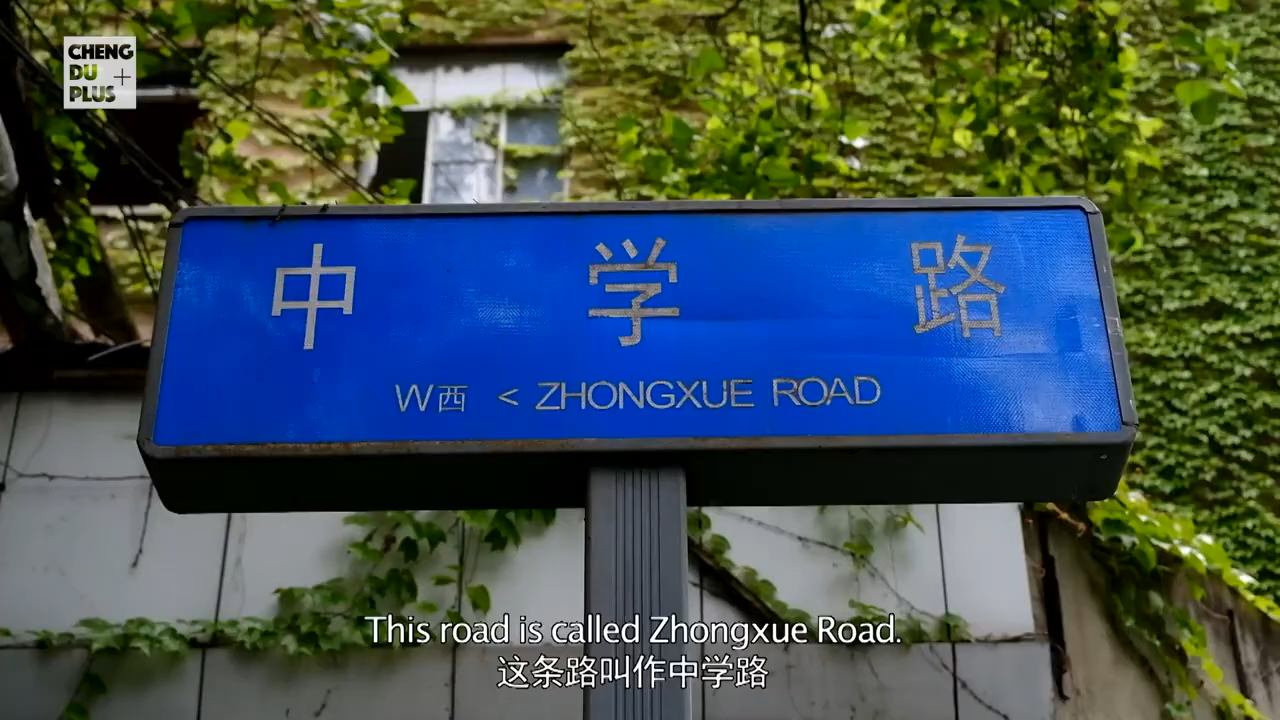 CHENG
DU +
PLUS
中学路
W西 < ZHONGXUE ROAD
This road is called Zhongxue Road.
这条路叫作中学路